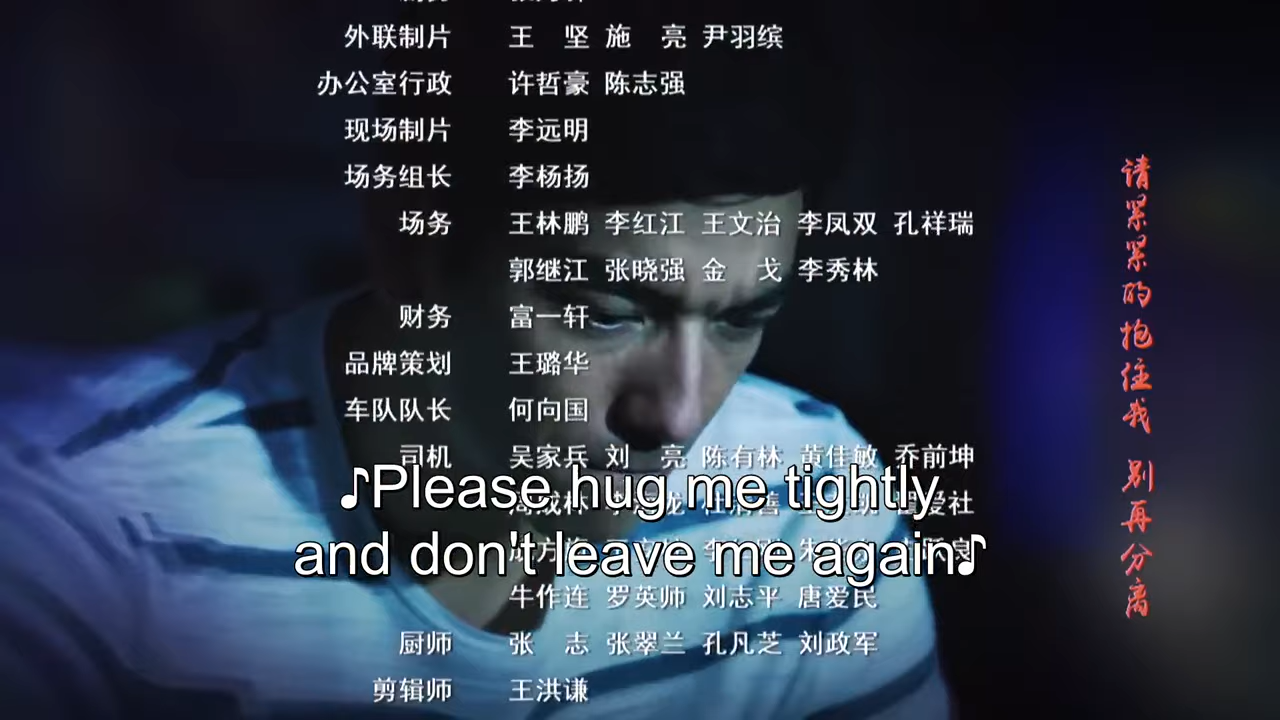 外联制片 王 坚 施 亮 尹羽缤
办公室行政 许哲豪 陈志强
现场制片 李远明
场务组长 李杨扬
场务 王林鹏 李红江 王文治 李凤双 孔祥瑞
郭继江 张晓强 金 戈 李秀林
财务 富一轩
品牌策划 王璐华
车队队长 何向国
司机 吴家兵 刘 亮 陈有林 黄佳敏 乔前坤
♪Please hug me tightly
and don't leave me again♪
牛作连 罗英师 刘志平 唐爱民
厨师 张 志 张翠兰 孔凡芝 刘政军
剪辑师 王洪谦
请紧紧的抱住我 别再分离